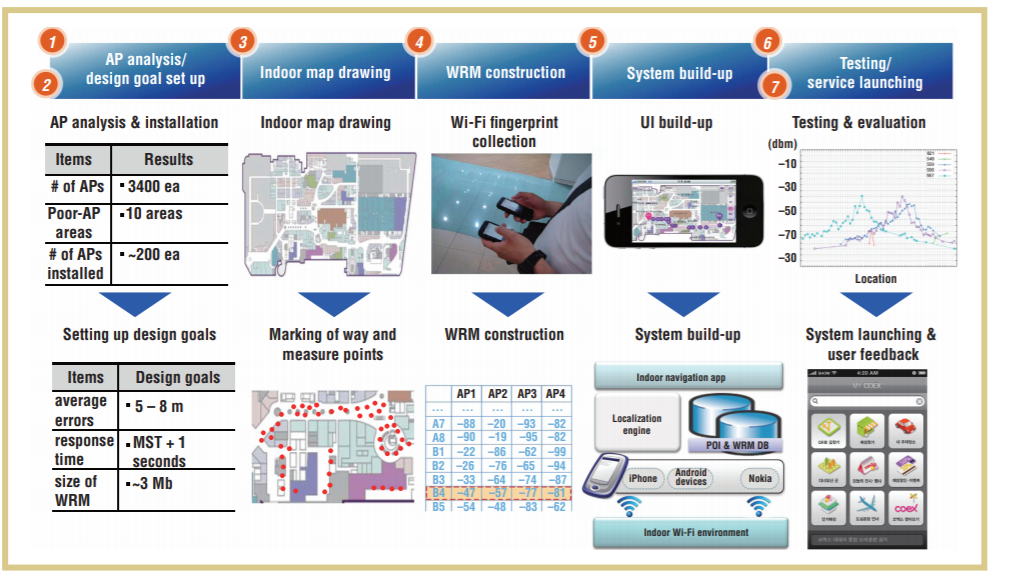 1
2
AP analysis/
design goal set up
3
Indoor map drawing
4
WRM construction
5
System build-up
6
7
Testing/
service launching
AP analysis & installation
Items Results
# of APs ▪ 3400 ea
Poor-AP
areas ▪10 areas
# of APs
installed ▪ ~200 ea
Setting up design goals
Items Design goals
average
errors ▪ 5 – 8 m
response
time ▪ MST + 1
seconds
size of
WRM ▪~3 Mb
Indoor map drawing
Marking of way and
measure points
Wi-Fi fingerprint
collection
WRM construction
AP1 AP2 AP3 AP4
--- --- --- --- ---
A7 –88 –20 –93 –82
A8 –90 –19 –95 –82
B1 –22 –86 –62 –99
B2 –26 –76 –65 –94
B3 –33 –64 –74 –87
B4 –47 –57 –77 –81
B5 –54 –48 –83 –62
UI build-up
System build-up
Indoor navigation app
Localization
engine
POI & WRM DB
iPhone
Android
devices
Nokia
Indoor Wi-Fi environment
Testing & evaluation
(dbm)
–10
–30
–50
–70
–30
Location
System launching &
user feedback
4:20 AM
MY COEX
coex